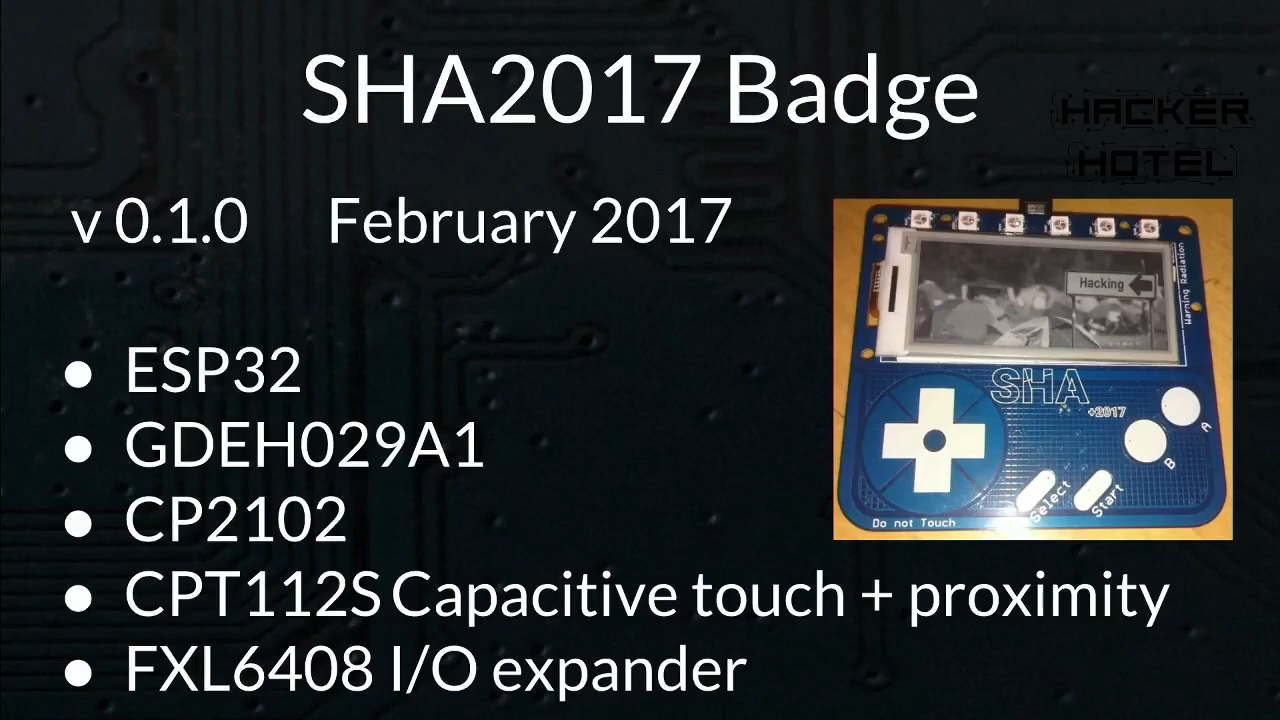 SHA2017 Badge
HACKER
HOTEL
v 0.1.0 February 2017
● ESP32
● GDEH029A1
● CP2102
● CPT112S Capacitive touch + proximity
● FXL6408 I/O expander
Hacking
Warning Radiation
SHA
+2017
A
B
Select
Start
Do not Touch